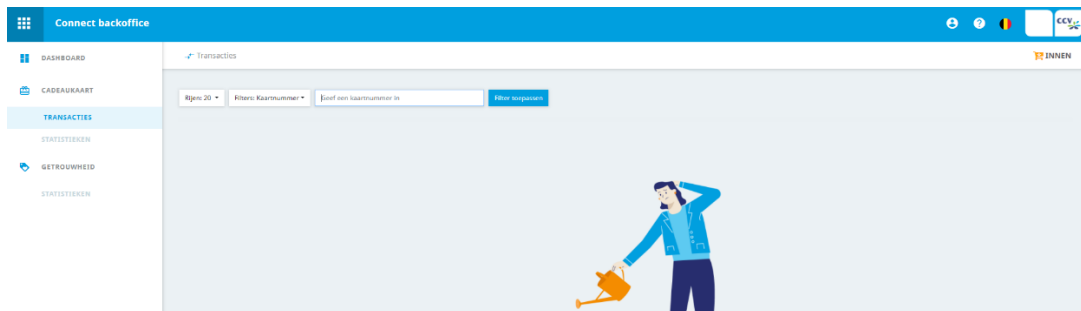 Connect backoffice
CCV
DASHBOARD
Transacties
INNEN
CADEAUKAART
Rijen: 20
Filters: Kaartnummer
Geef een kaartnummer in
Filter toepassen
TRANSACTIES
STATISTIEKEN
GETROUWHEID
STATISTIEKEN